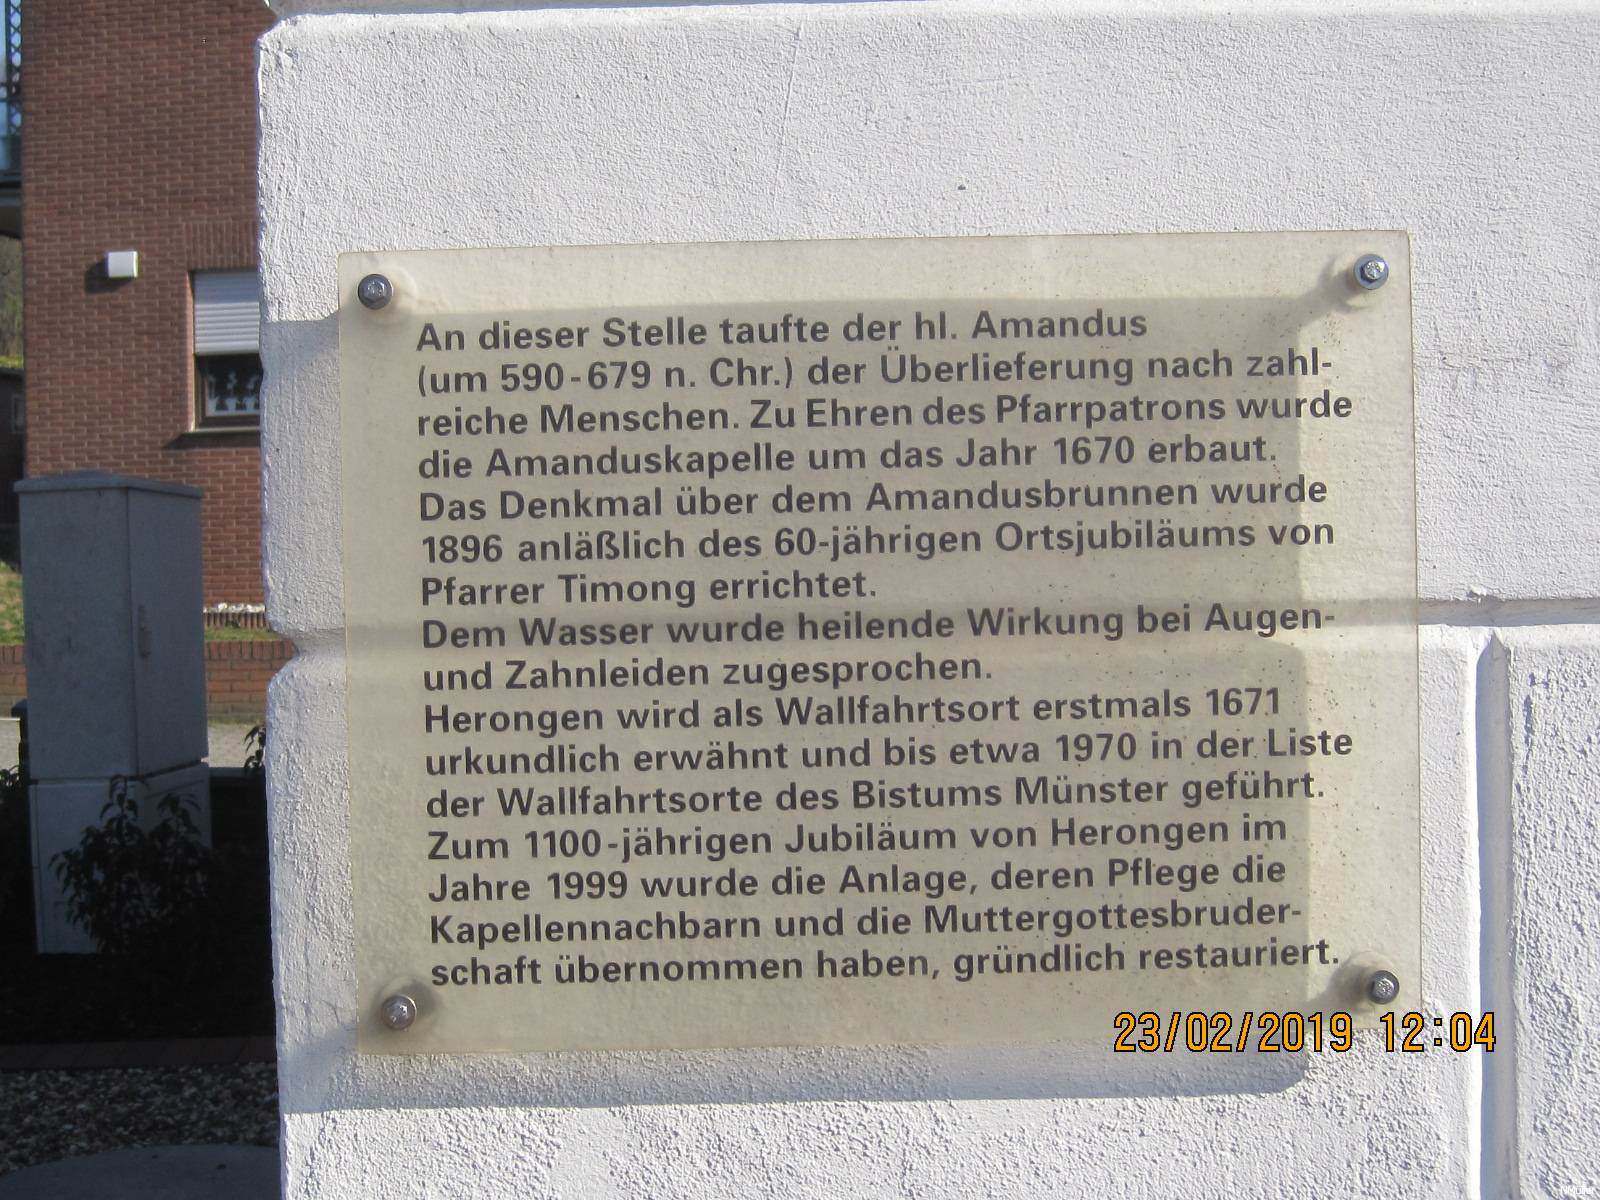 An dieser Stelle taufte der hl. Amandus
(um 590-679 n. Chr.) der Überlieferung nach zahl-
reiche Menschen. Zu Ehren des Pfarrpatrons wurde
die Amanduskapelle um das Jahr 1670 erbaut.
Das Denkmal über dem Amandusbrunnen wurde
1896 anläßlich des 60-jährigen Ortsjubiläums von
Pfarrer Timong errichtet.
Dem Wasser wurde heilende Wirkung bei Augen-
und Zahnleiden zugesprochen.
Herongen wird als Wallfahrtsort erstmals 1671
urkundlich erwähnt und bis etwa 1970 in der Liste
der Wallfahrtsorte des Bistums Münster geführt.
Zum 1100-jährigen Jubiläum von Herongen im
Jahre 1999 wurde die Anlage, deren Pflege die
Kapellennachbarn und die Muttergottesbruder-
schaft übernommen haben, gründlich restauriert.
23/02/2019 12:04